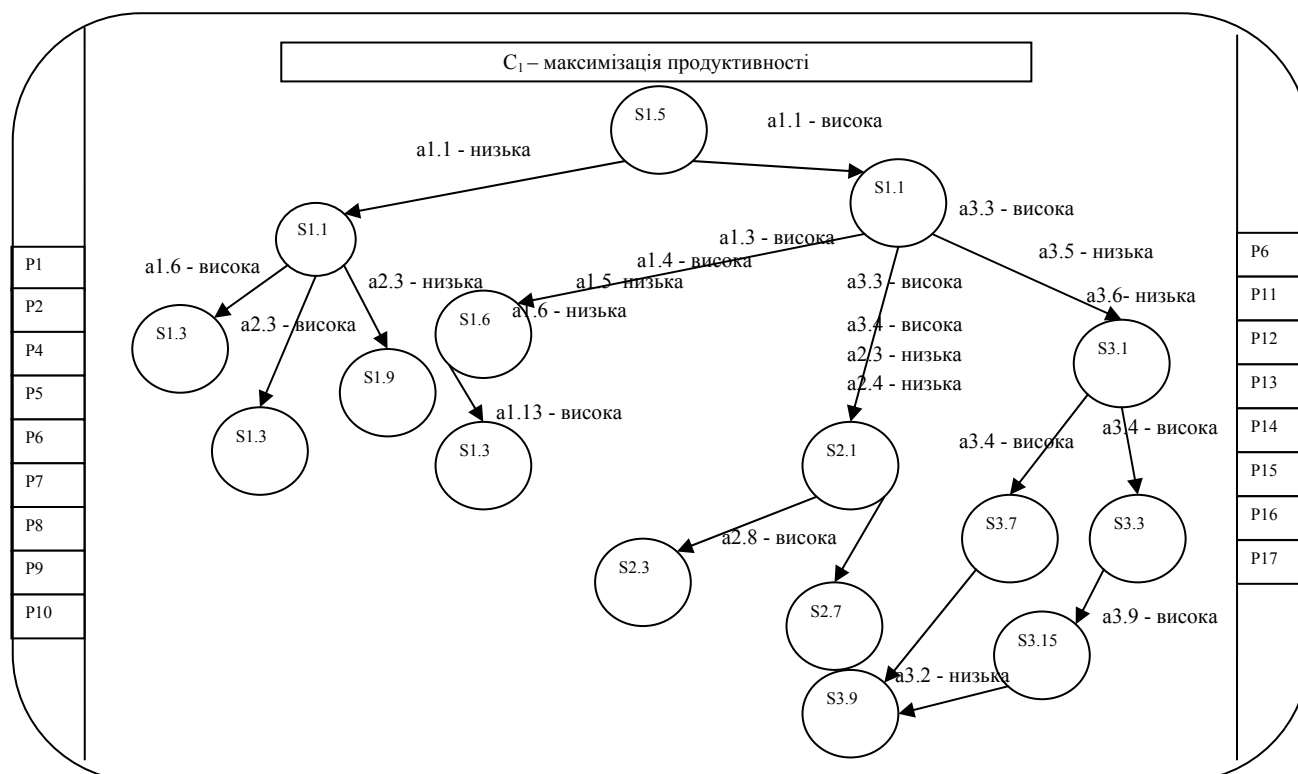 C₁ – максимізація продуктивності
S1.5
a1.1 - висока
a1.1 - низька
S1.1
S1.1
a3.3 - висока
a1.3 - висока
a3.5 - низька
a1.4 - висока
a1.6 - висока
a2.3 - низька
a1.5 - низька
a3.3 - висока
a3.6- низька
a1.6 - низька
S1.3
a2.3 - висока
S1.6
a3.4 - висока
a2.3 - низька
S3.1
S1.9
a2.4 - низька
a1.13 - висока
S1.3
S1.3
S2.1
a3.4 - висока
a3.4 - висока
S3.7
S3.3
a2.8 - висока
S2.3
S2.7
a3.9 - висока
S3.15
a3.2 - низька
S3.9
P1
P2
P4
P5
P6
P7
P8
P9
P10
P6
P11
P12
P13
P14
P15
P16
P17